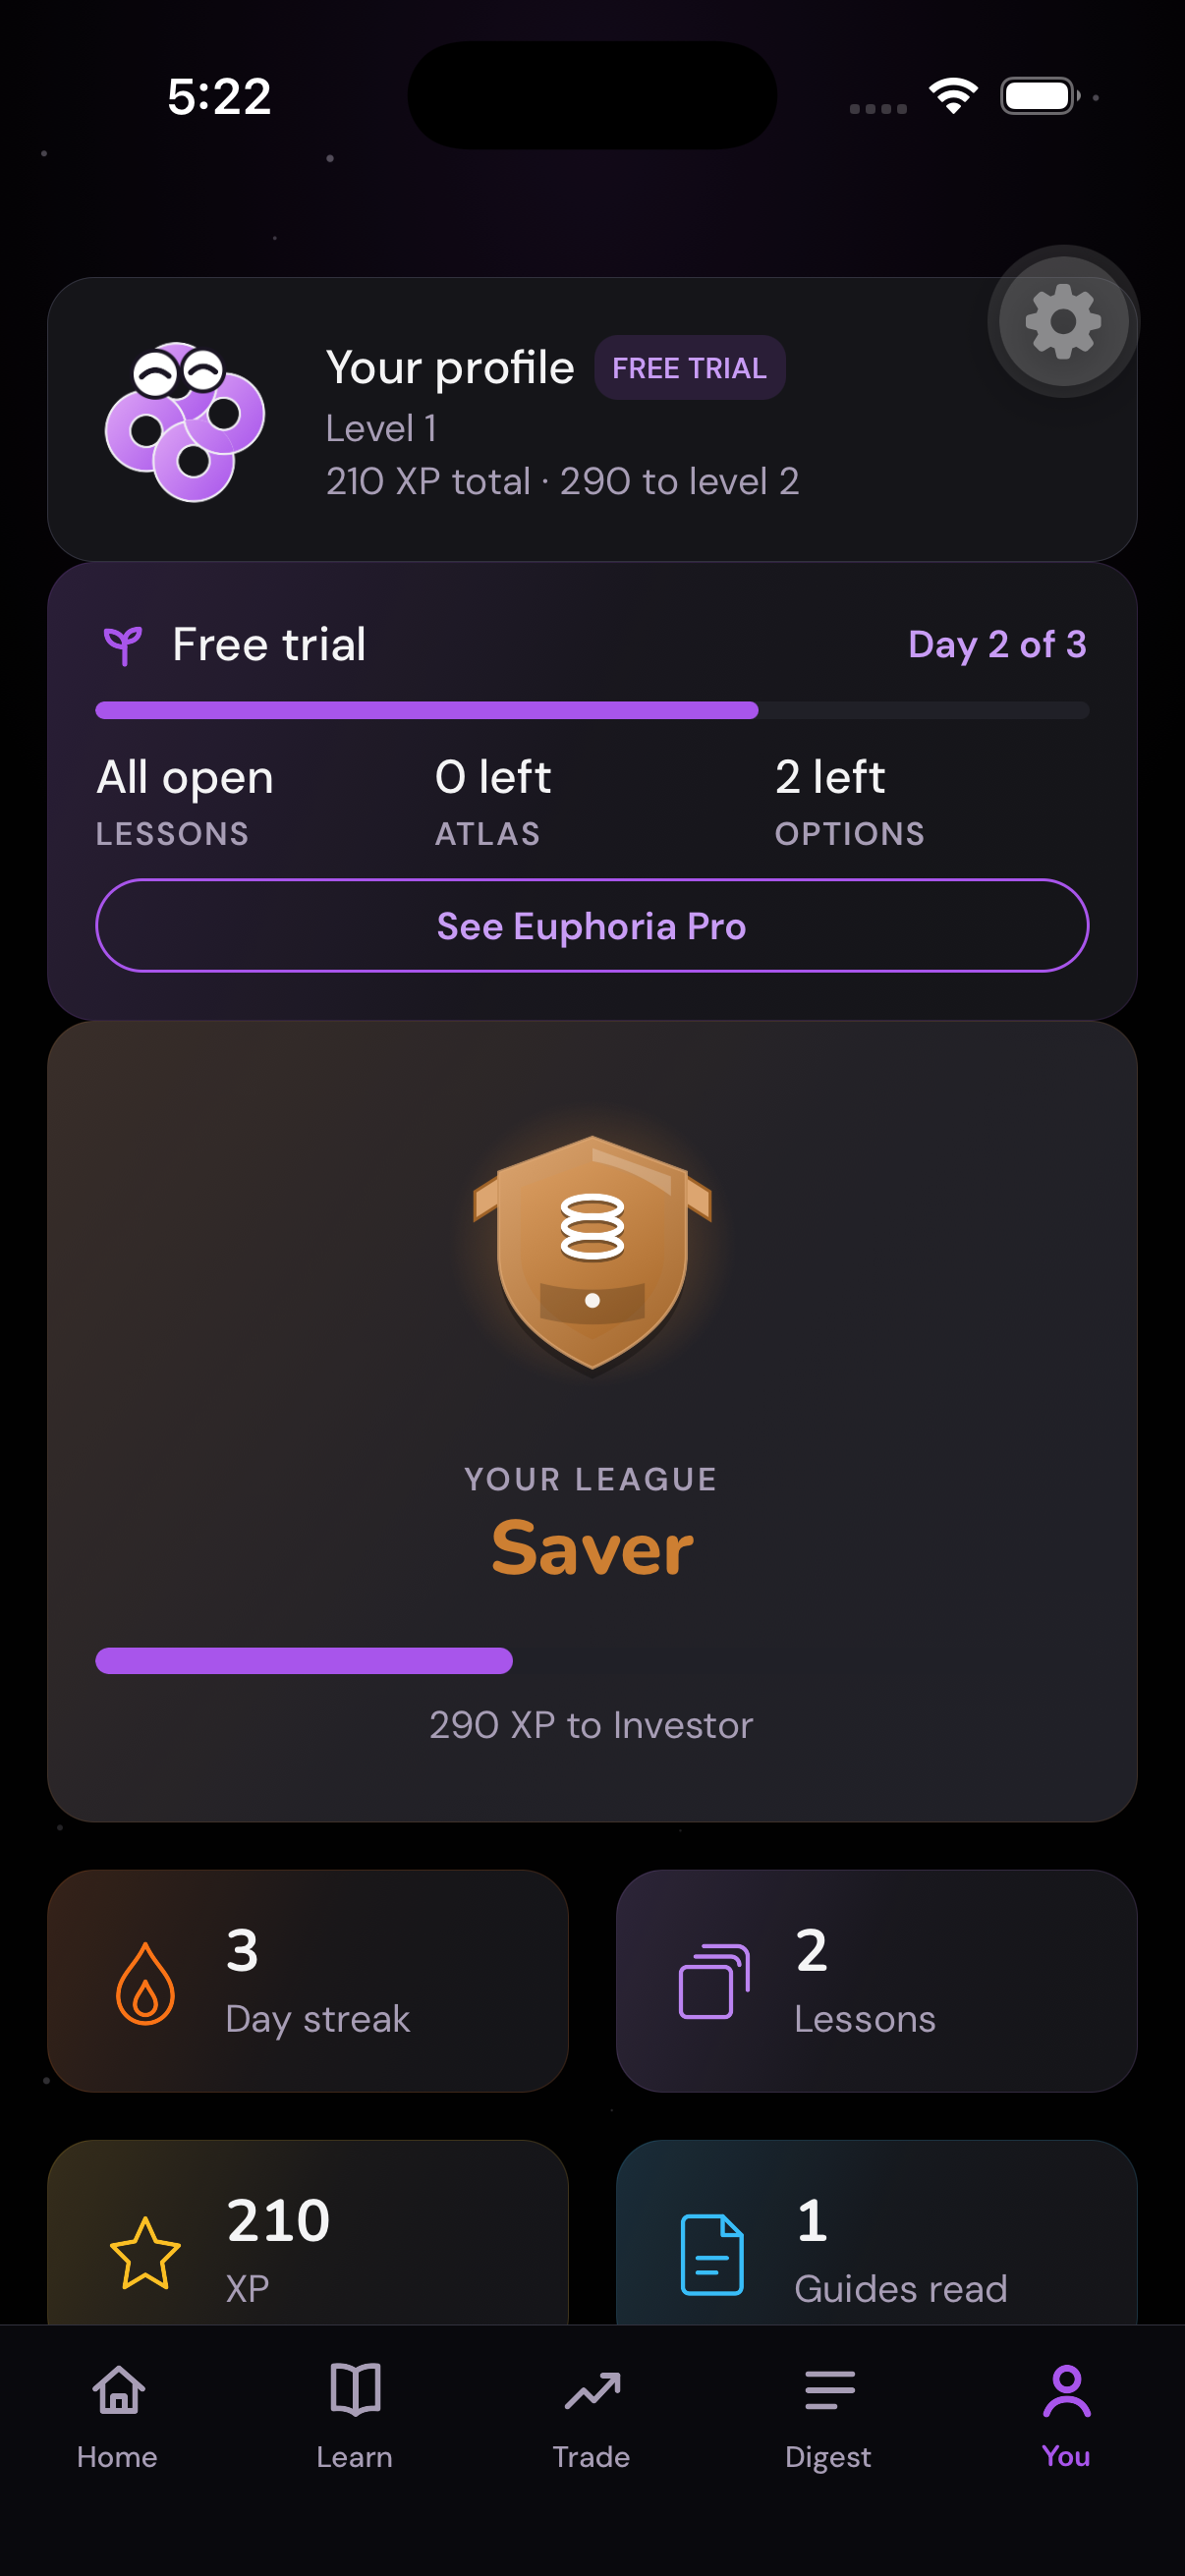 5:22
Your profile FREE TRIAL
Level 1
210 XP total · 290 to level 2
Free trial Day 2 of 3
All open 0 left 2 left
LESSONS ATLAS OPTIONS
See Euphoria Pro
YOUR LEAGUE
Saver
290 XP to Investor
3
Day streak
2
Lessons
210
XP
1
Guides read
Home Learn Trade Digest You